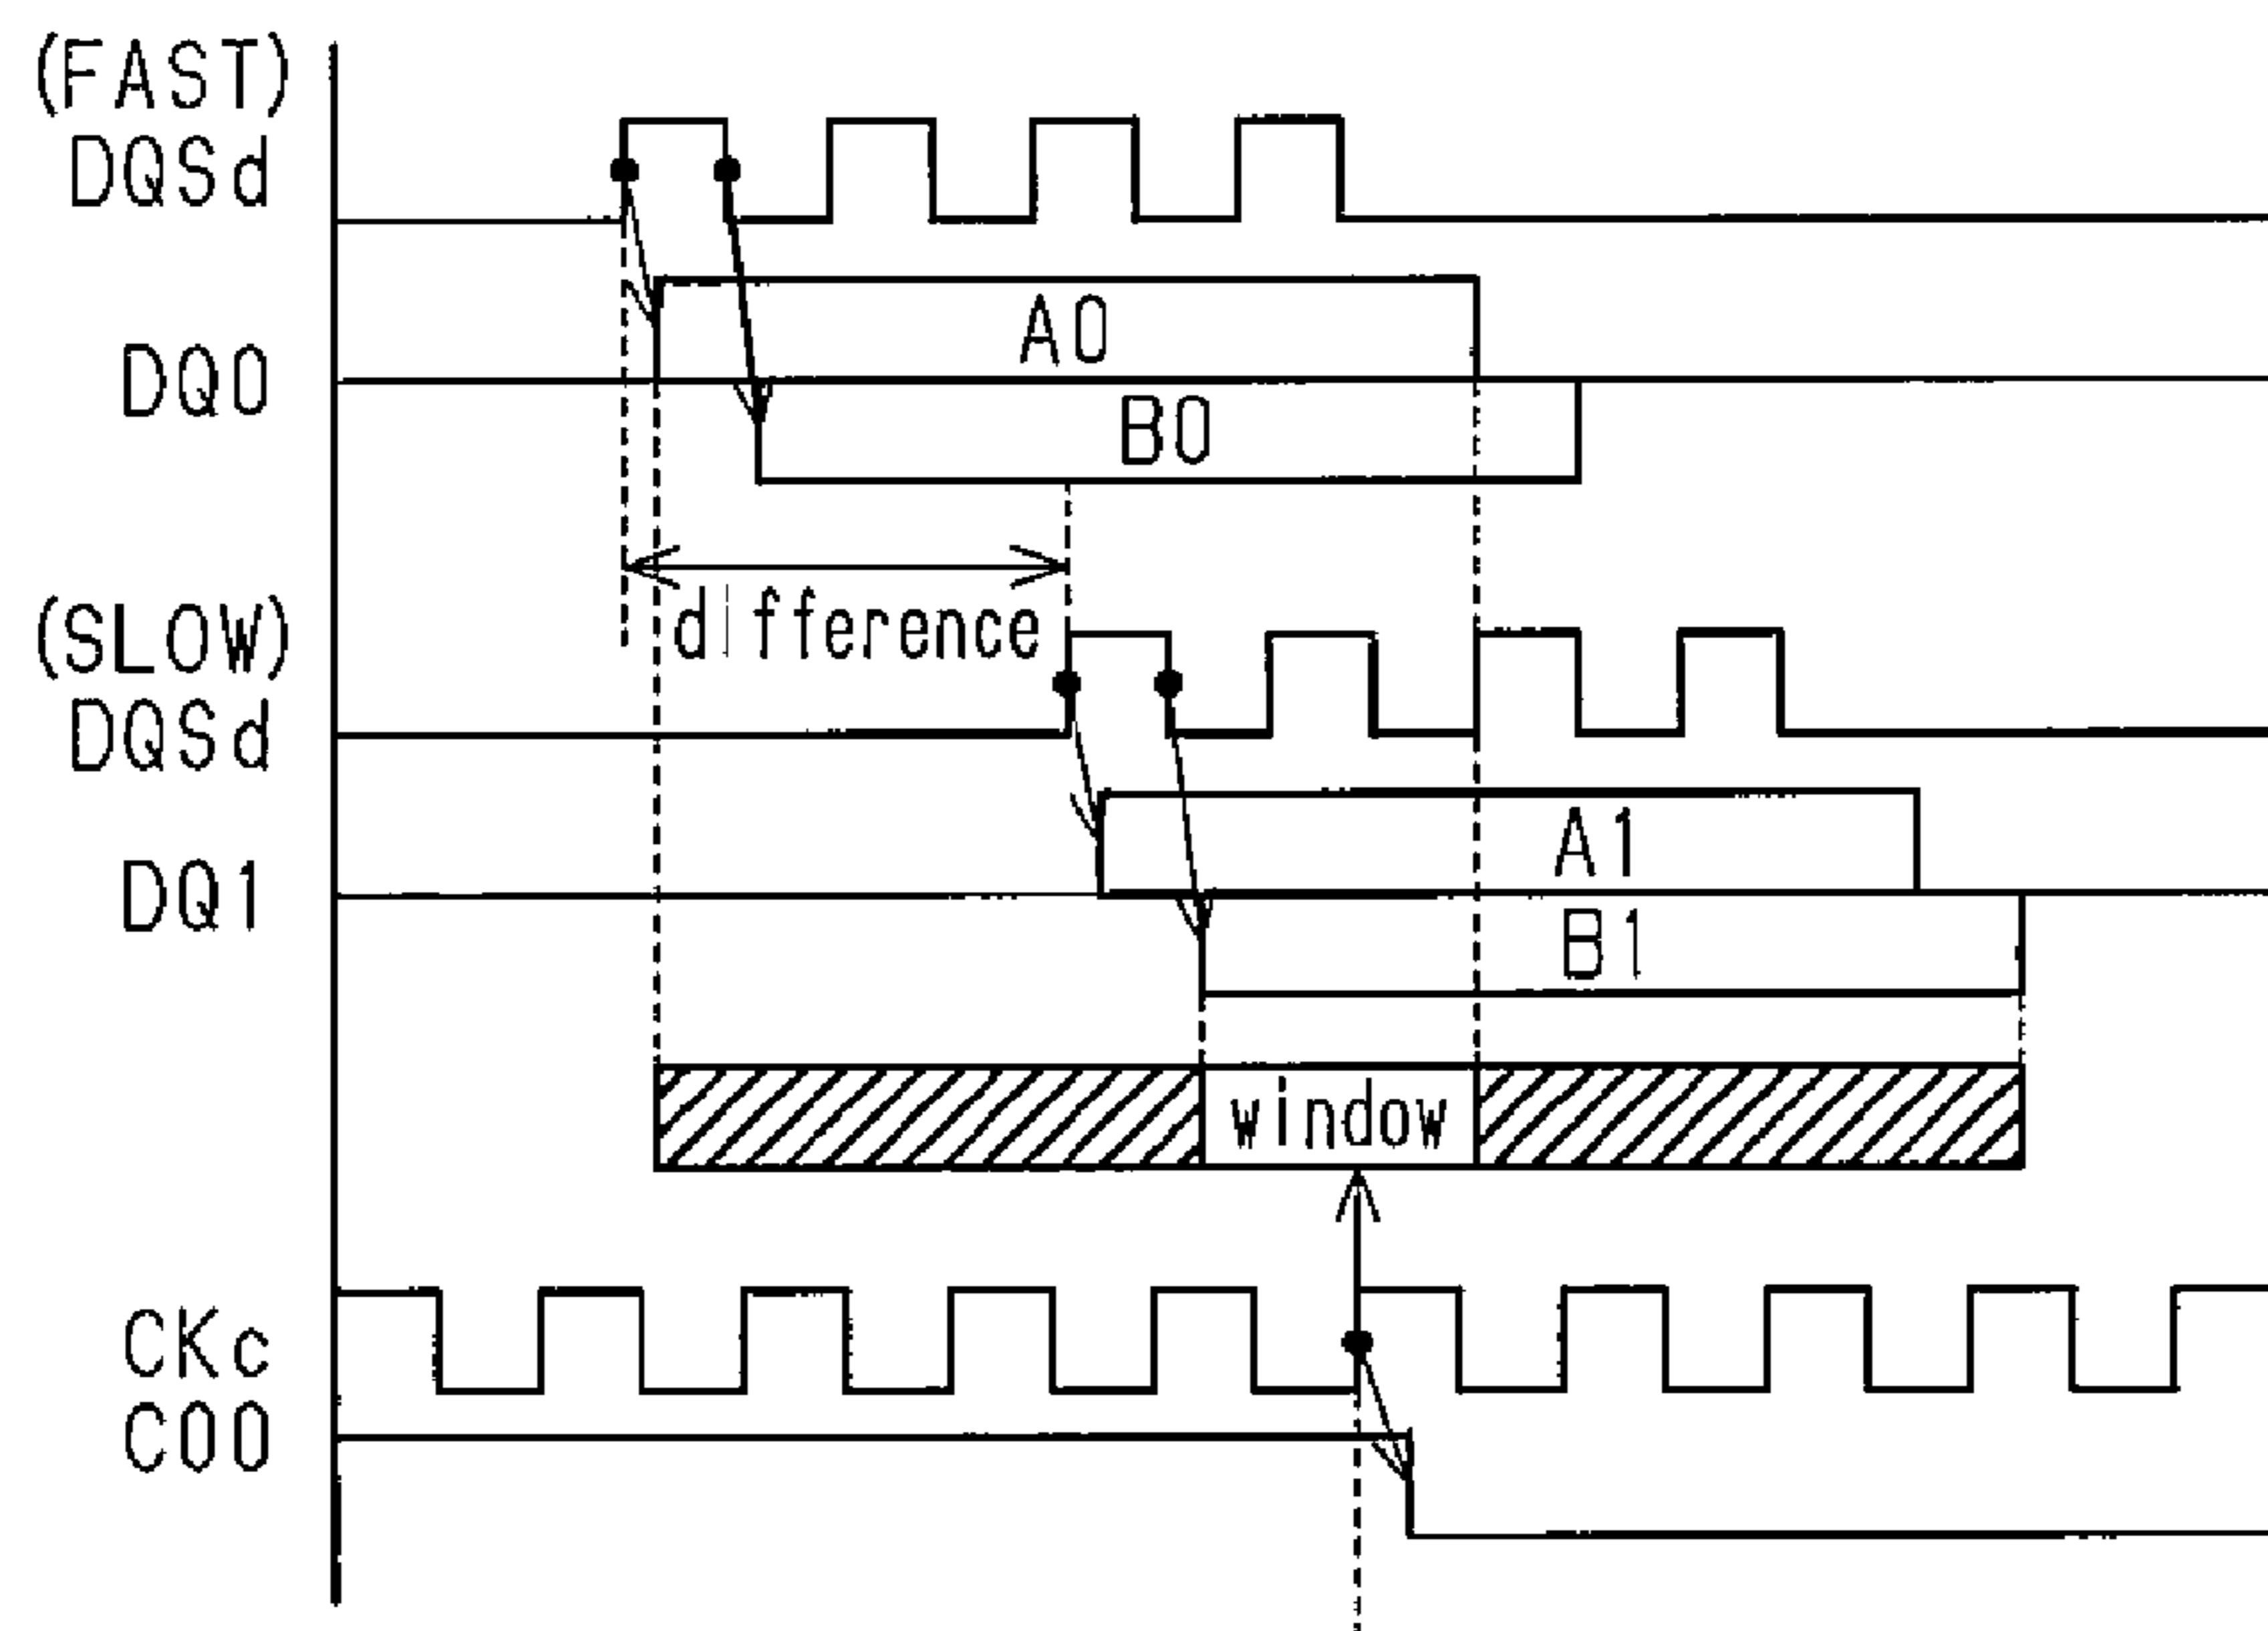 (FAST)
DQSd
A0
DQ0
B0
difference
(SLOW)
DQSd
A1
DQ1
B1
window
CKc
C00